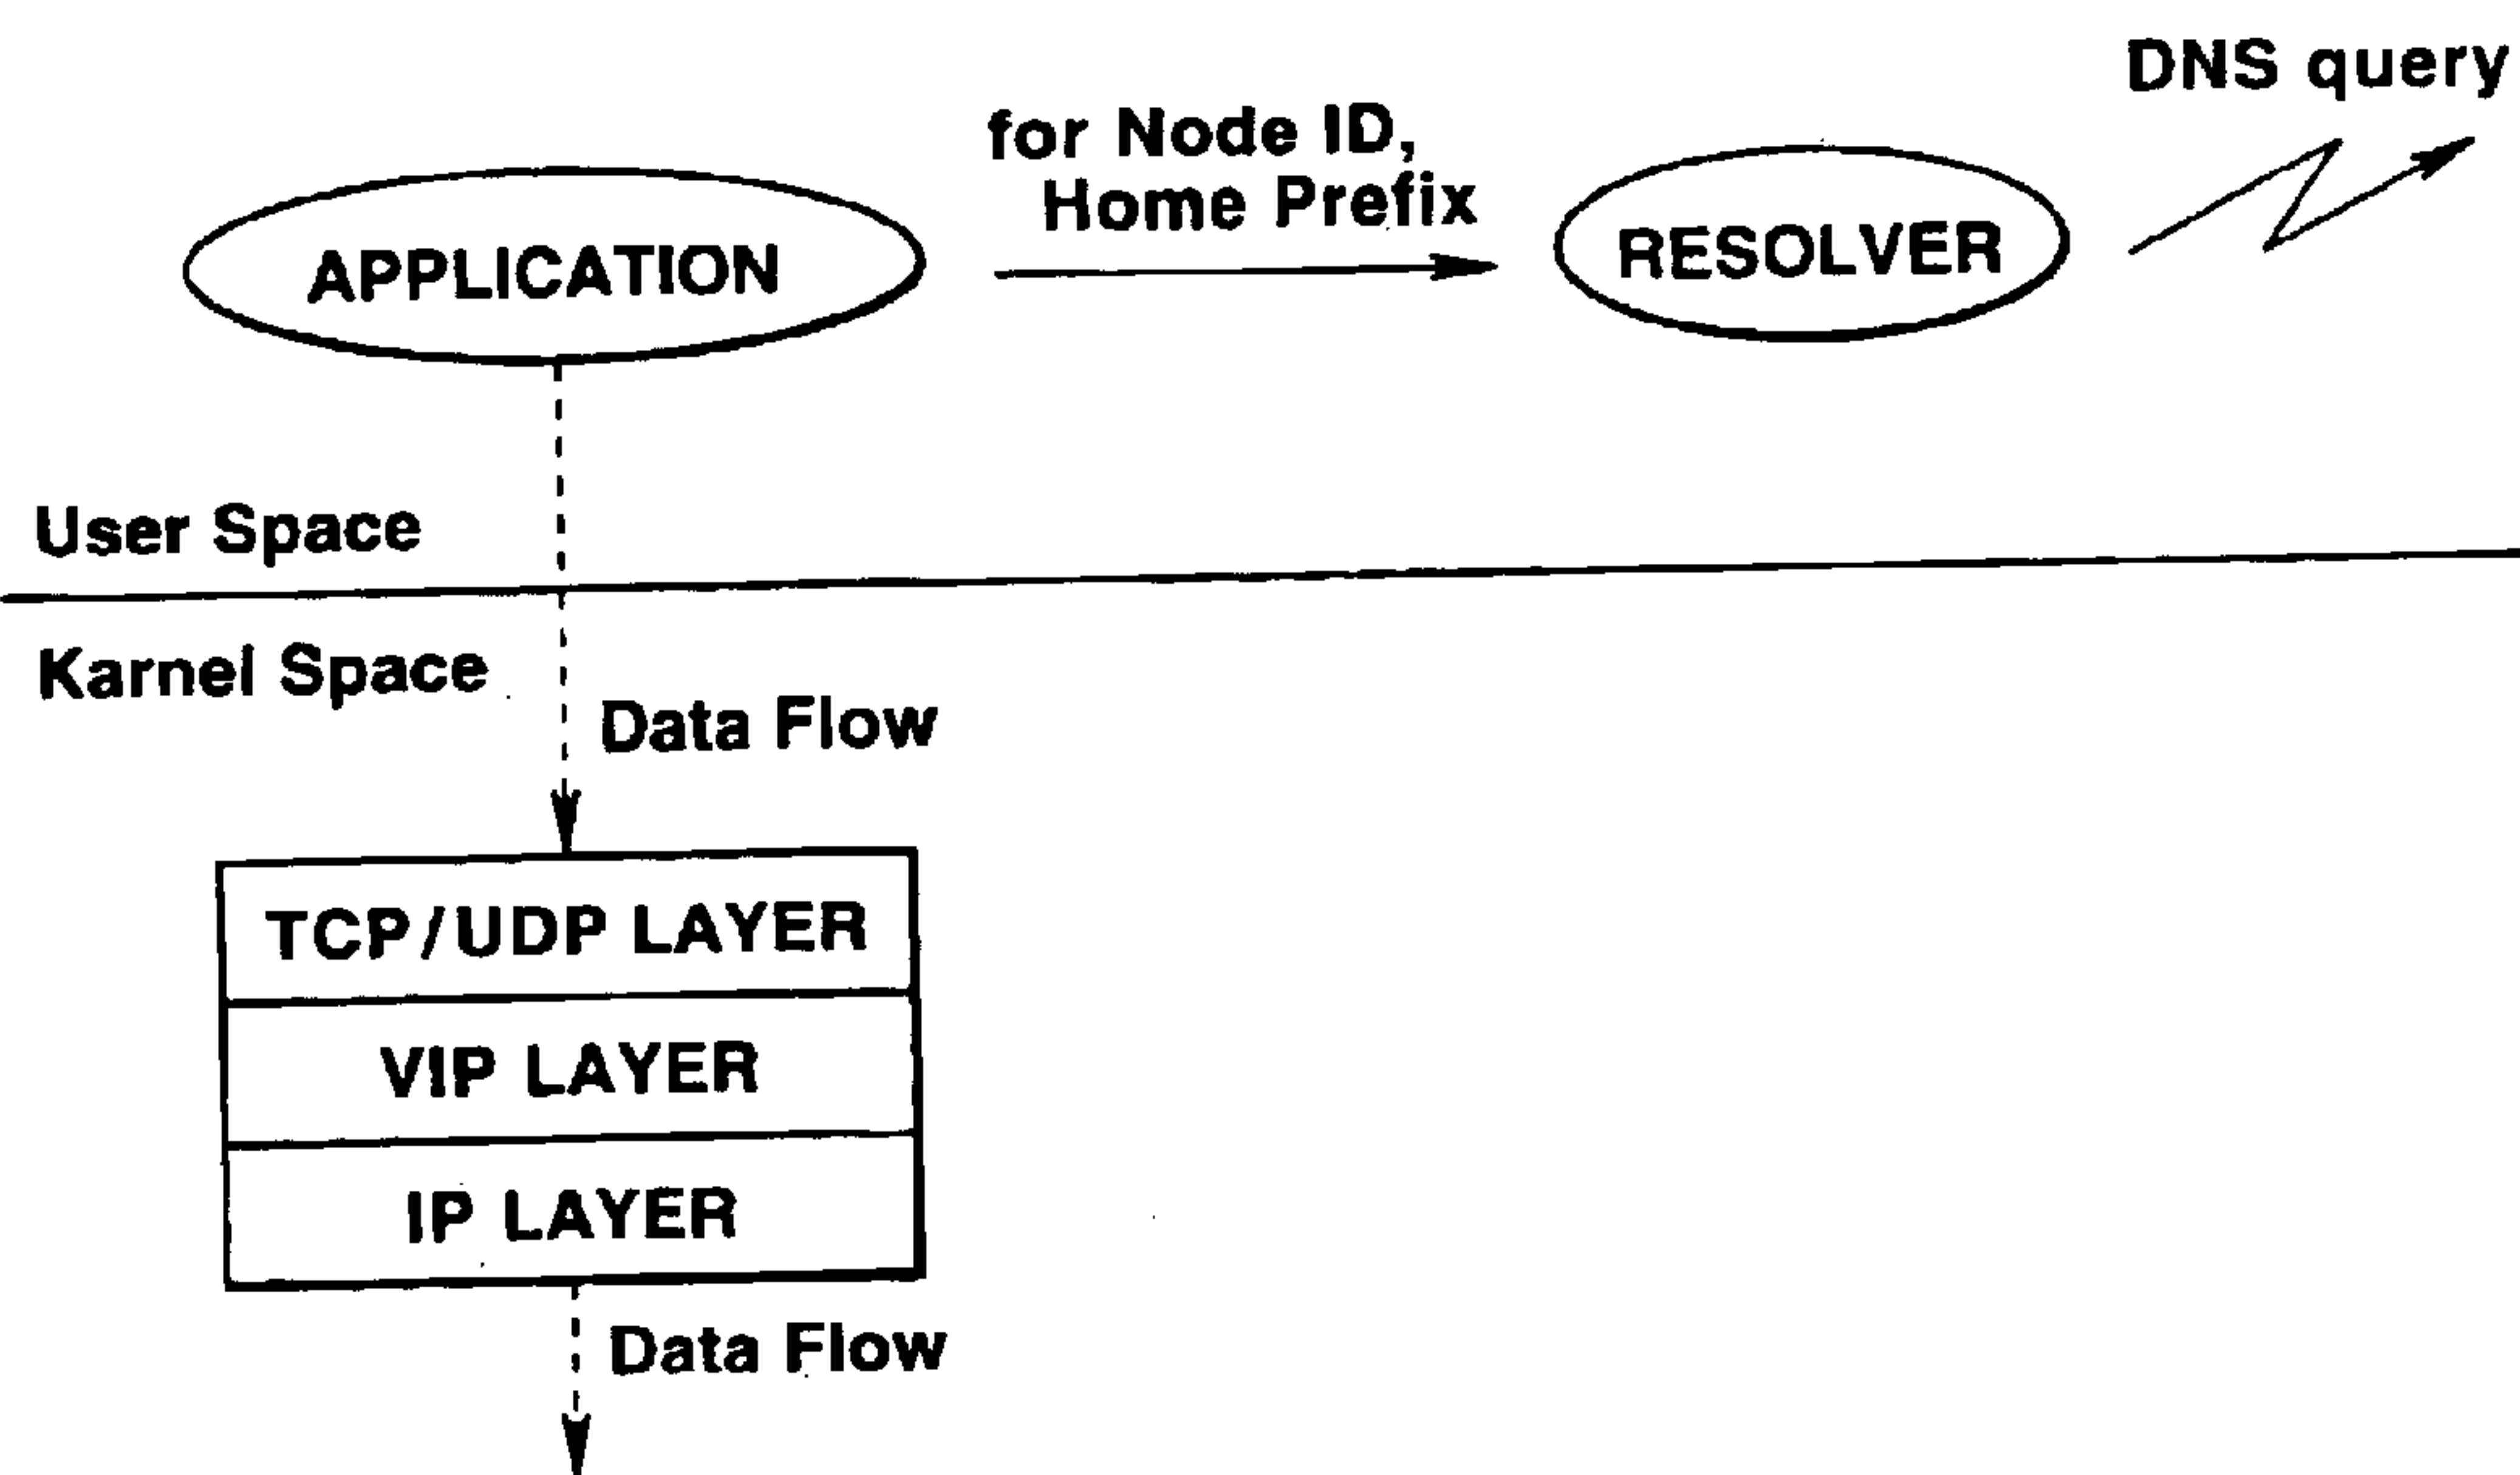 DNS query
for Node ID,
Home Prefix
APPLICATION
RESOLVER
User Space
Karnel Space
Data Flow
TCP/UDP LAYER
VIP LAYER
IP LAYER
Data Flow